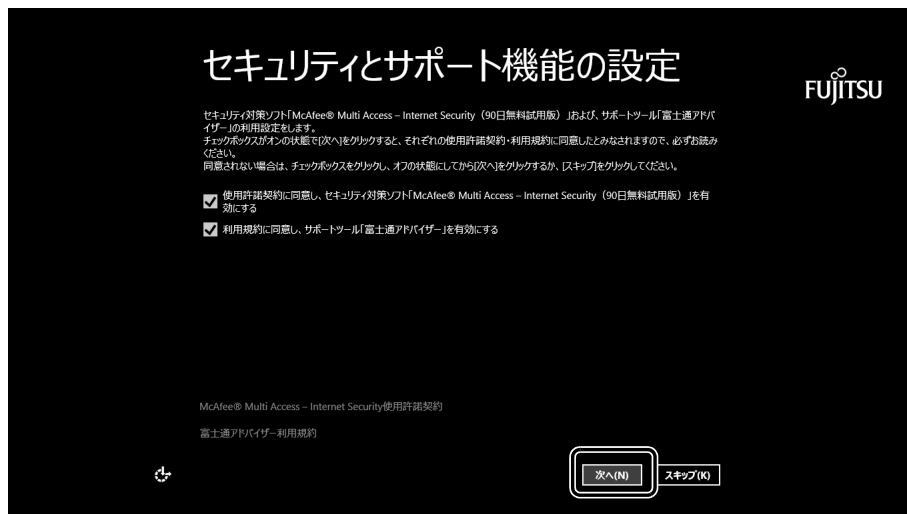 セキュリティとサポート機能の設定
FUJITSU
セキュリティ対策ソフト「McAfee® Multi Access – Internet Security（90日無料試用版）」および、サポートツール「富士通アドバ
イザー」の利用設定をします。
チェックボックスがオンの状態で[次へ]をクリックすると、それぞれの使用許諾契約・利用規約に同意したとみなされますので、必ずお読み
ください。
同意されない場合は、チェックボックスをクリックし、オフの状態にしてから[次へ]をクリックするか、[スキップ]をクリックしてください。
使用許諾契約に同意し、セキュリティ対策ソフト「McAfee® Multi Access – Internet Security（90日無料試用版）」を有
効にする
利用規約に同意し、サポートツール「富士通アドバイザー」を有効にする
McAfee® Multi Access – Internet Security使用許諾契約
富士通アドバイザー利用規約
次へ(N)
スキップ(K)